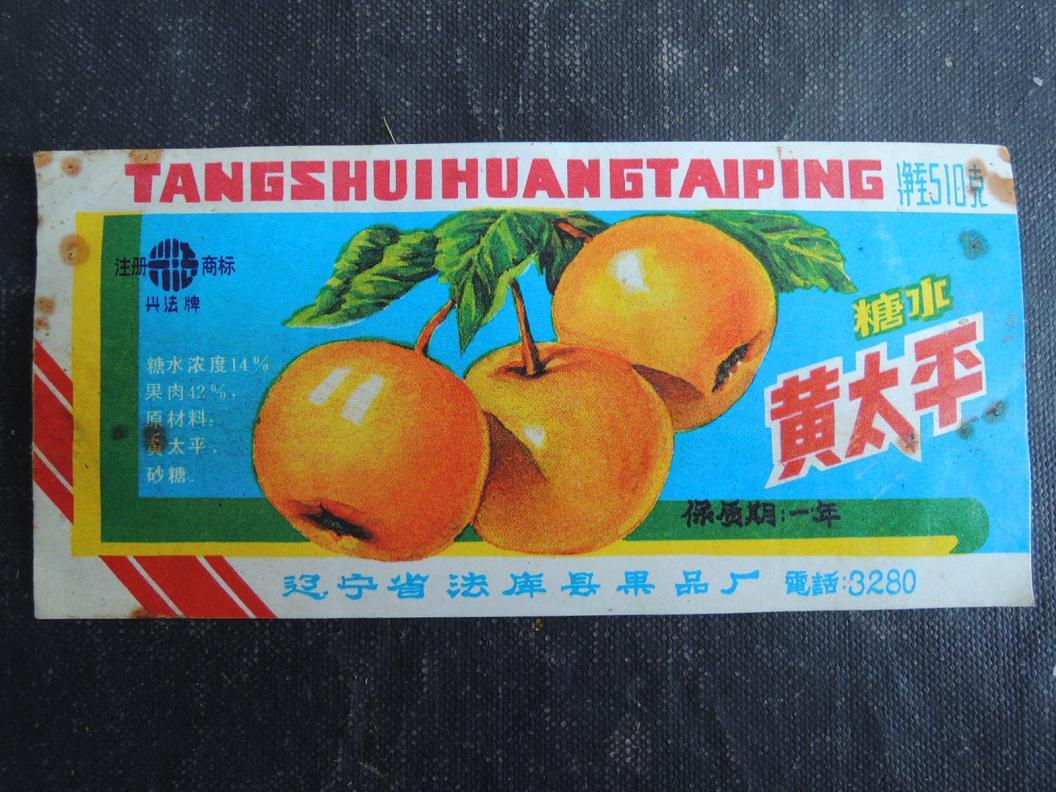 TANGSHUIHUANGTAIPING
净重510克
注册 商标
兴法牌
糖水
黄太平
糖水浓度14%
果肉42%,
原材料:
黄太平、
砂糖。
保质期:一年
辽宁省法库县果品厂 電話:3280